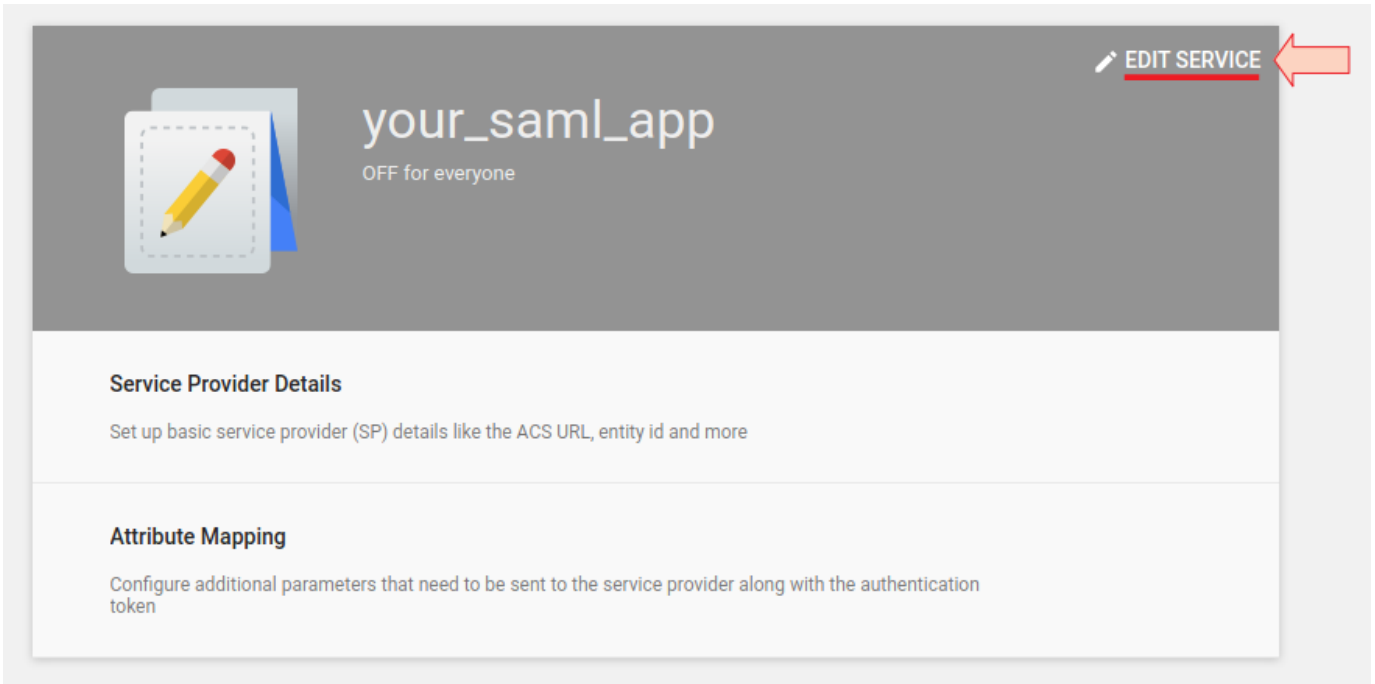 EDIT SERVICE
your_saml_app
OFF for everyone
Service Provider Details
Set up basic service provider (SP) details like the ACS URL, entity id and more
Attribute Mapping
Configure additional parameters that need to be sent to the service provider along with the authentication
token